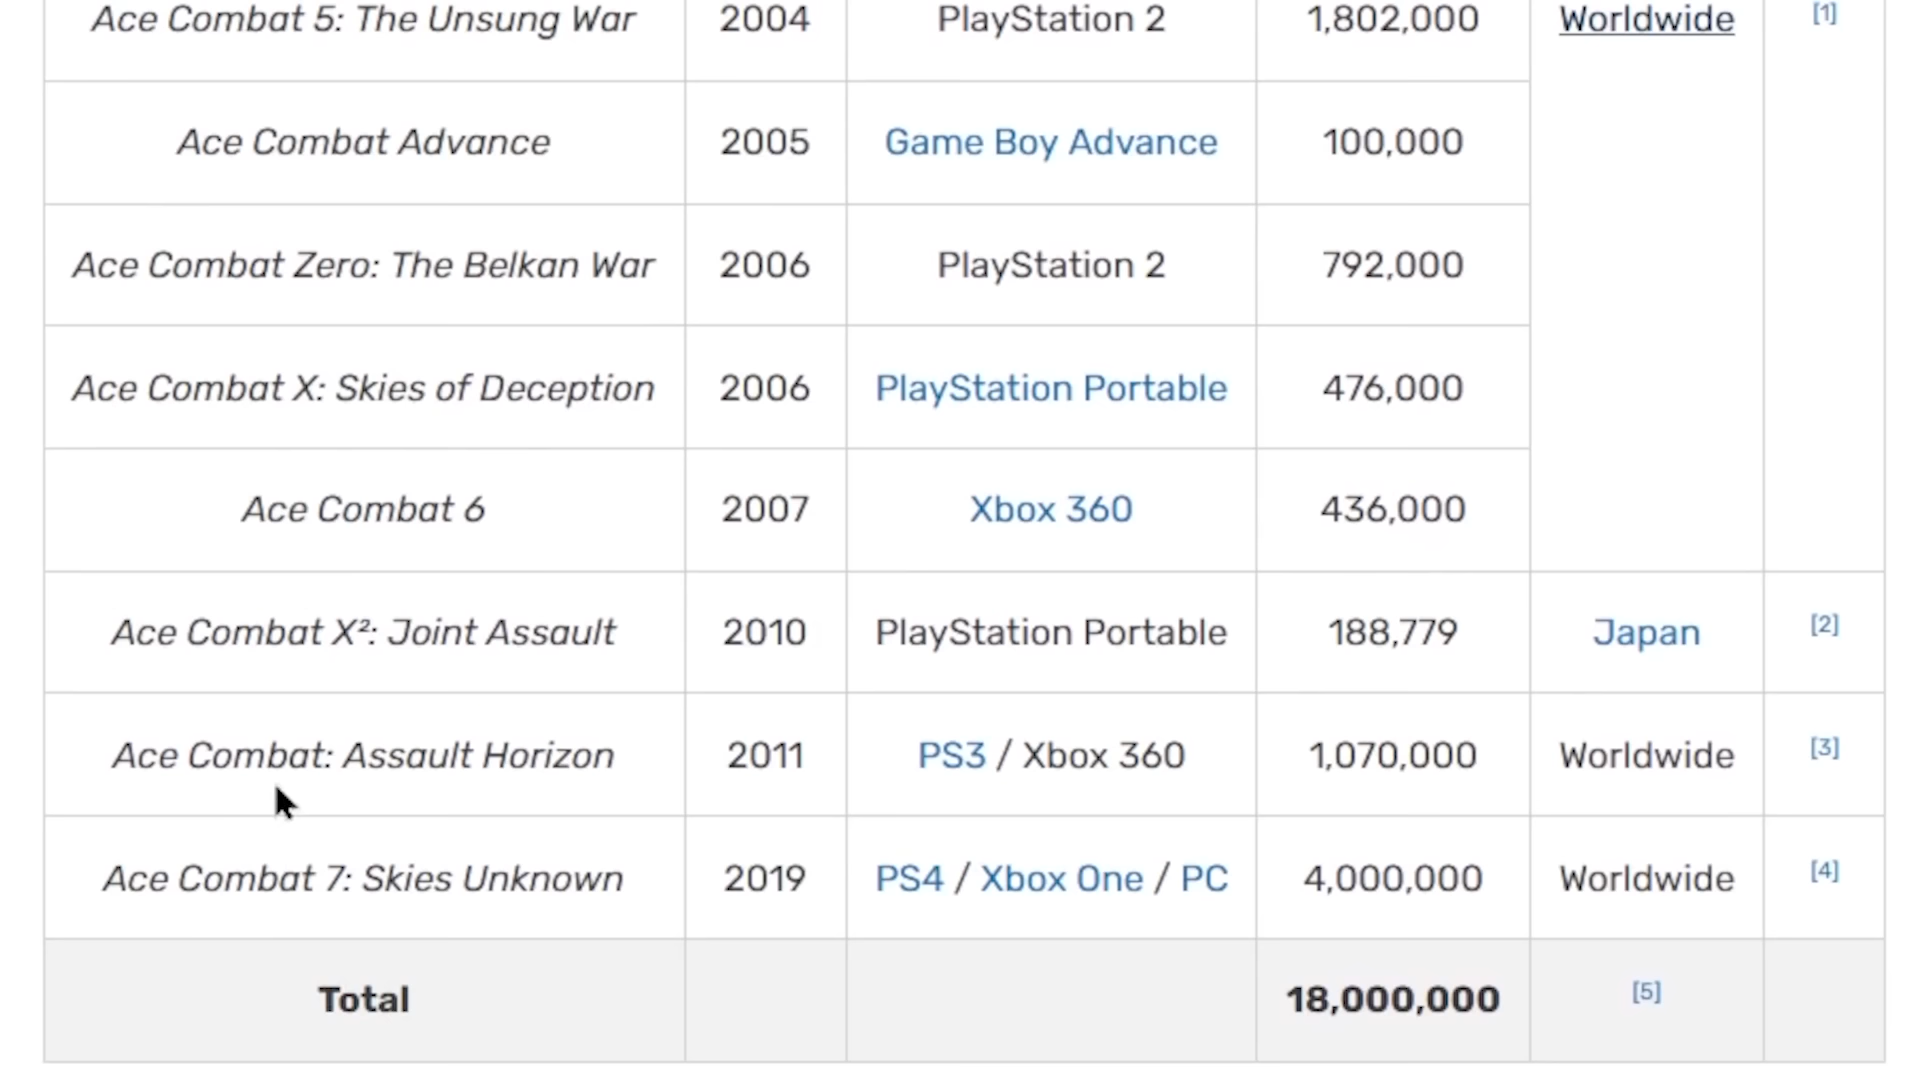 Ace Combat 5: The Unsung War 2004 PlayStation 2 1,802,000 Worldwide [1]
Ace Combat Advance 2005 Game Boy Advance 100,000
Ace Combat Zero: The Belkan War 2006 PlayStation 2 792,000
Ace Combat X: Skies of Deception 2006 PlayStation Portable 476,000
Ace Combat 6 2007 Xbox 360 436,000
Ace Combat X²: Joint Assault 2010 PlayStation Portable 188,779 Japan [2]
Ace Combat: Assault Horizon 2011 PS3 / Xbox 360 1,070,000 Worldwide [3]
Ace Combat 7: Skies Unknown 2019 PS4 / Xbox One / PC 4,000,000 Worldwide [4]
Total 18,000,000 [5]